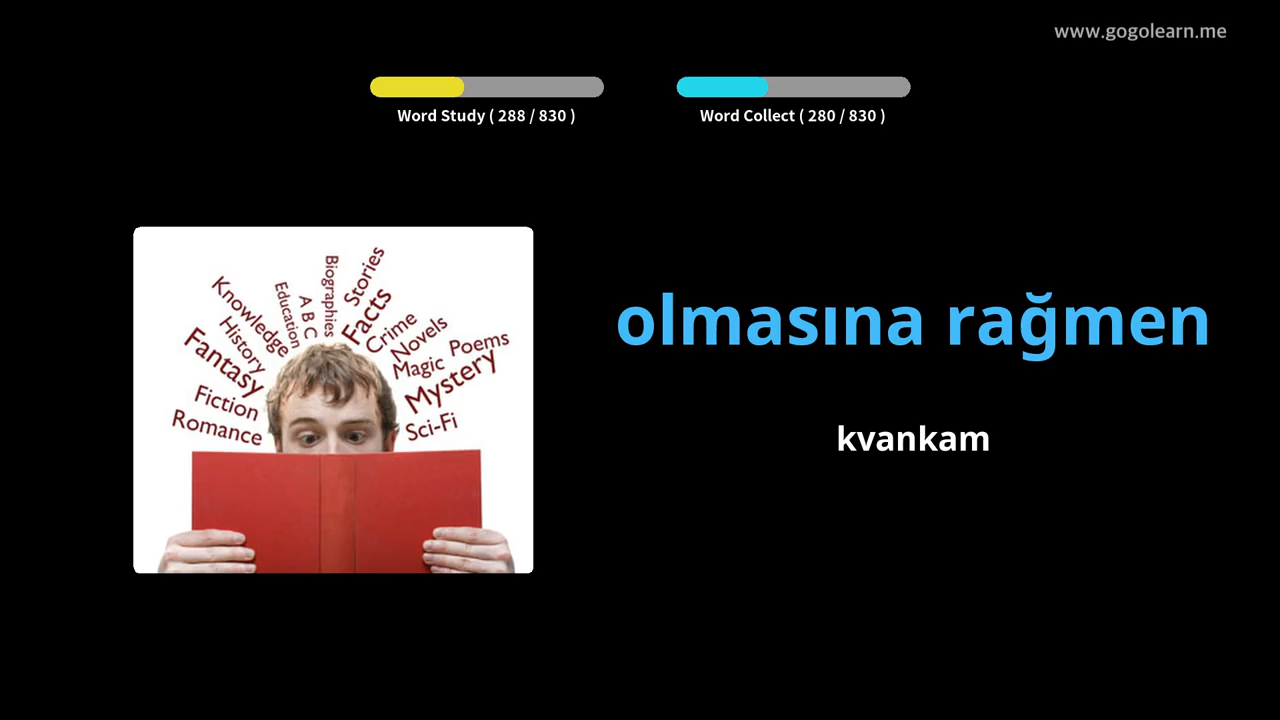 www.gogolearn.me
Word Study ( 288 / 830 )
Word Collect ( 280 / 830 )
Biographies
Stories
Education
A B C
Facts
Knowledge
Crime
History
Novels
Poems
Fantasy
Magic
Mystery
Fiction
Romance
Sci-Fi
olmasına rağmen
kvankam